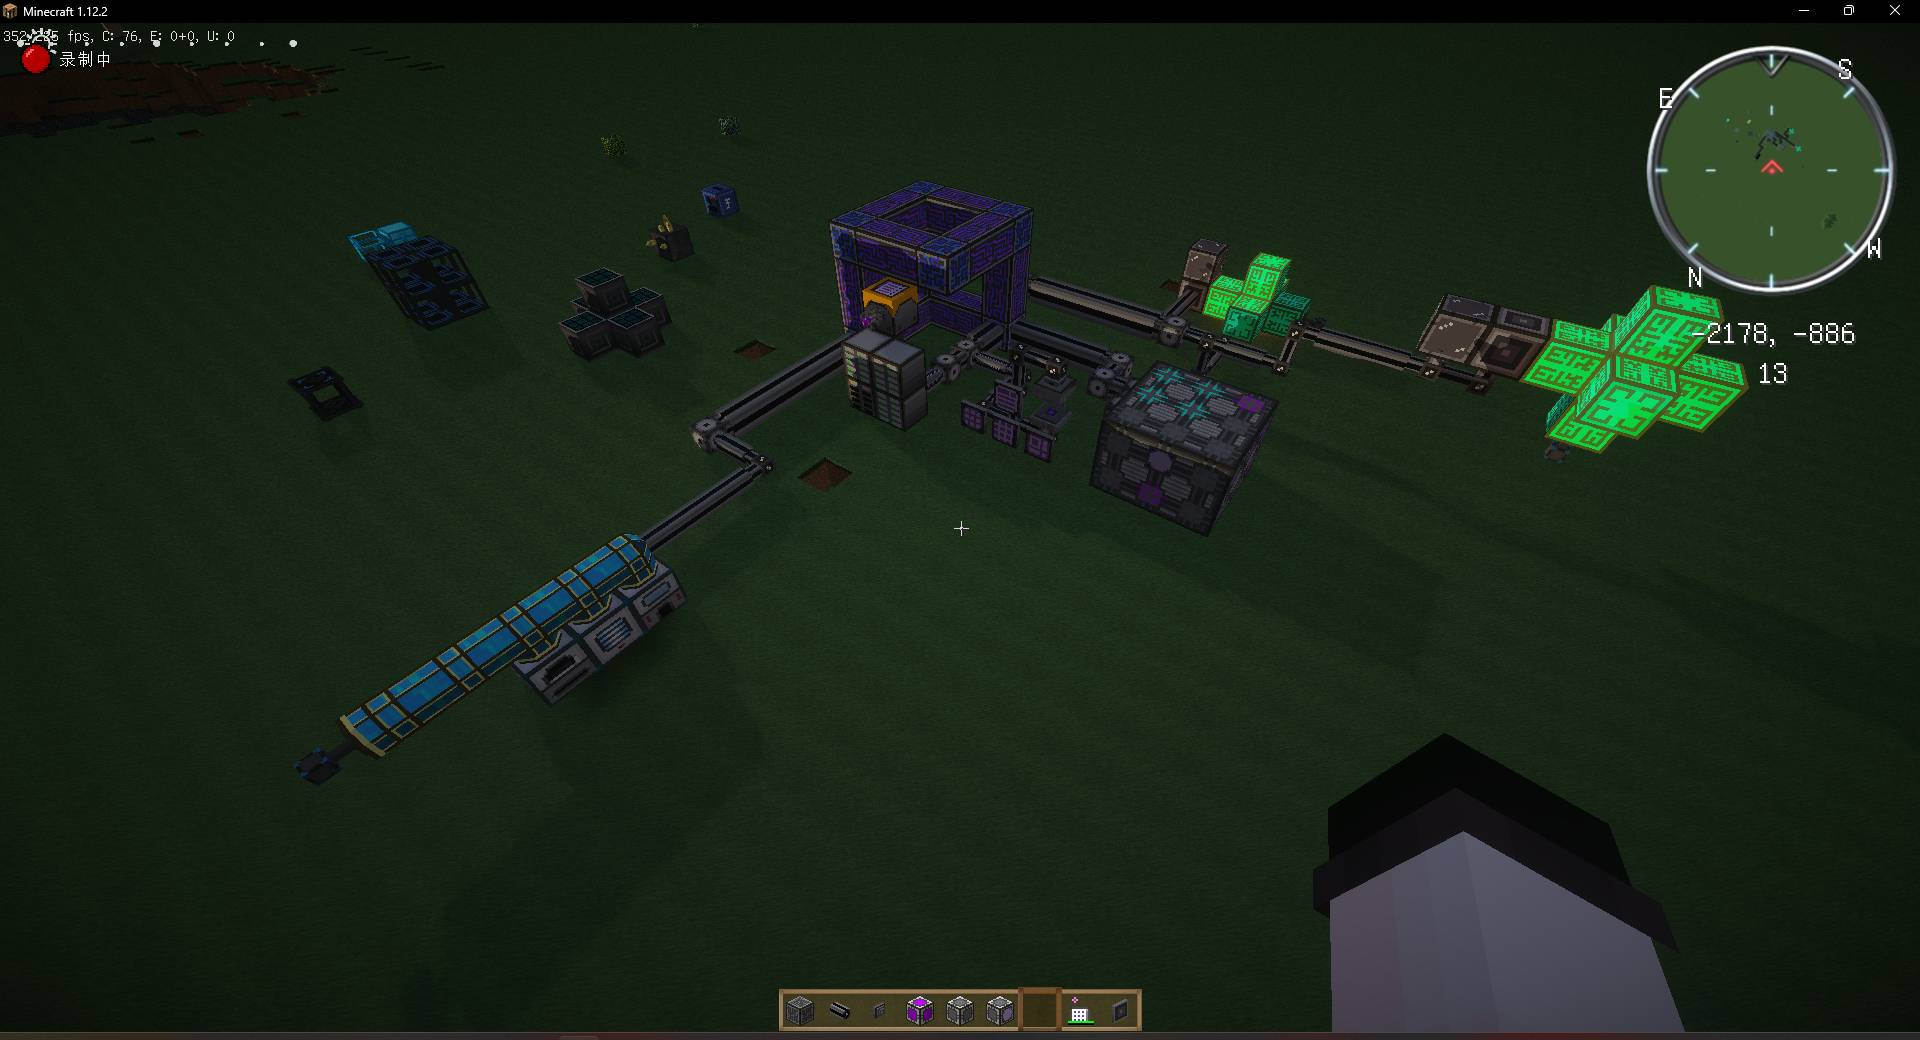 Minecraft 1.12.2
fps, C: 76, E: 0+0, U: 0
录制中
S
E
W
N
-2178, -886
13